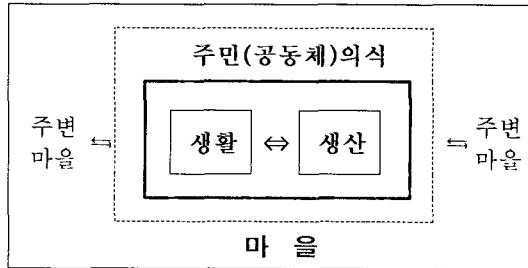 주민(공동체)의식
주변 마을 ⇆
생활 ⇔ 생산
⇆ 주변 마을
마 을